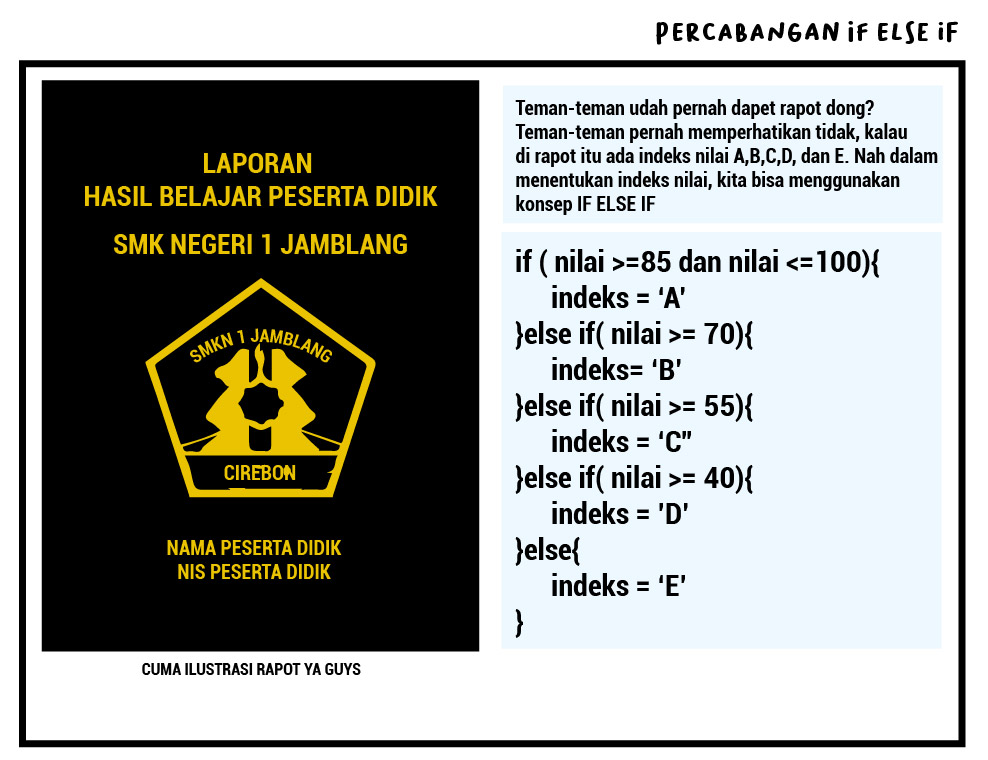 PERCABANGAN iF ELSE iF
LAPORAN
HASIL BELAJAR PESERTA DIDIK
SMK NEGERI 1 JAMBLANG
SMKN 1 JAMBLANG
CIREBON
NAMA PESERTA DIDIK
NIS PESERTA DIDIK
CUMA ILUSTRASI RAPOT YA GUYS
Teman-teman udah pernah dapet rapot dong?
Teman-teman pernah memperhatikan tidak, kalau
di rapot itu ada indeks nilai A,B,C,D, dan E. Nah dalam
menentukan indeks nilai, kita bisa menggunakan
konsep IF ELSE IF
if ( nilai >=85 dan nilai <=100){
indeks = ‘A’
}else if( nilai >= 70){
indeks= ‘B’
}else if( nilai >= 55){
indeks = ‘C”
}else if( nilai >= 40){
indeks = ’D’
}else{
indeks = ‘E’
}